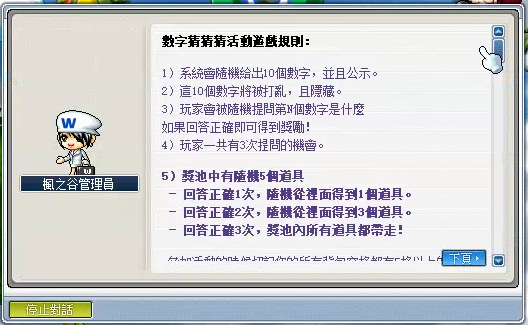 數字猜猜猜活動遊戲規則:
1) 系統會隨機給出10個數字，並且公示。
2) 這10個數字將被打亂，且隱藏。
3) 玩家會被隨機提問第N個數字是什麼
如果回答正確即可得到獎勵!
4) 玩家一共有3次提問的機會。
5) 獎池中有隨機5個道具
- 回答正確1次，隨機從裡面得到1個道具。
- 回答正確2次，隨機從裡面得到3個道具。
- 回答正確3次，獎池內所有道具都帶走!
W
楓之谷管理員
下頁
停止對話